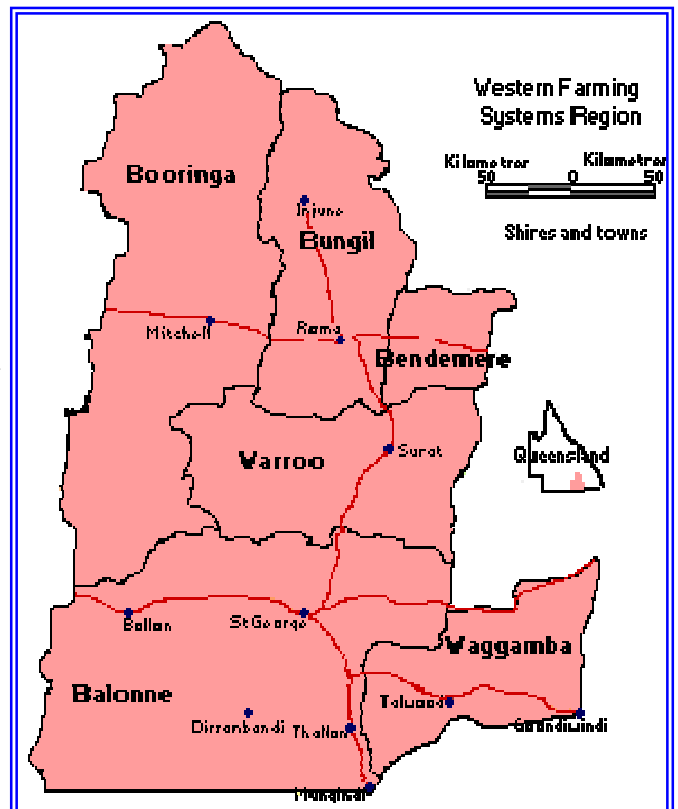 Western Farming
Systems Region
Kilometres Kilometres
50 0 50
Shires and towns
Booringa
Injune
Bungil
Mitchell
Roma
Bendemere
Warroo
Surat
Queensland
Bollon
St George
Waggamba
Balonne
Talwood
Dirranbandi
Thallon
Goondiwindi
Mungindi